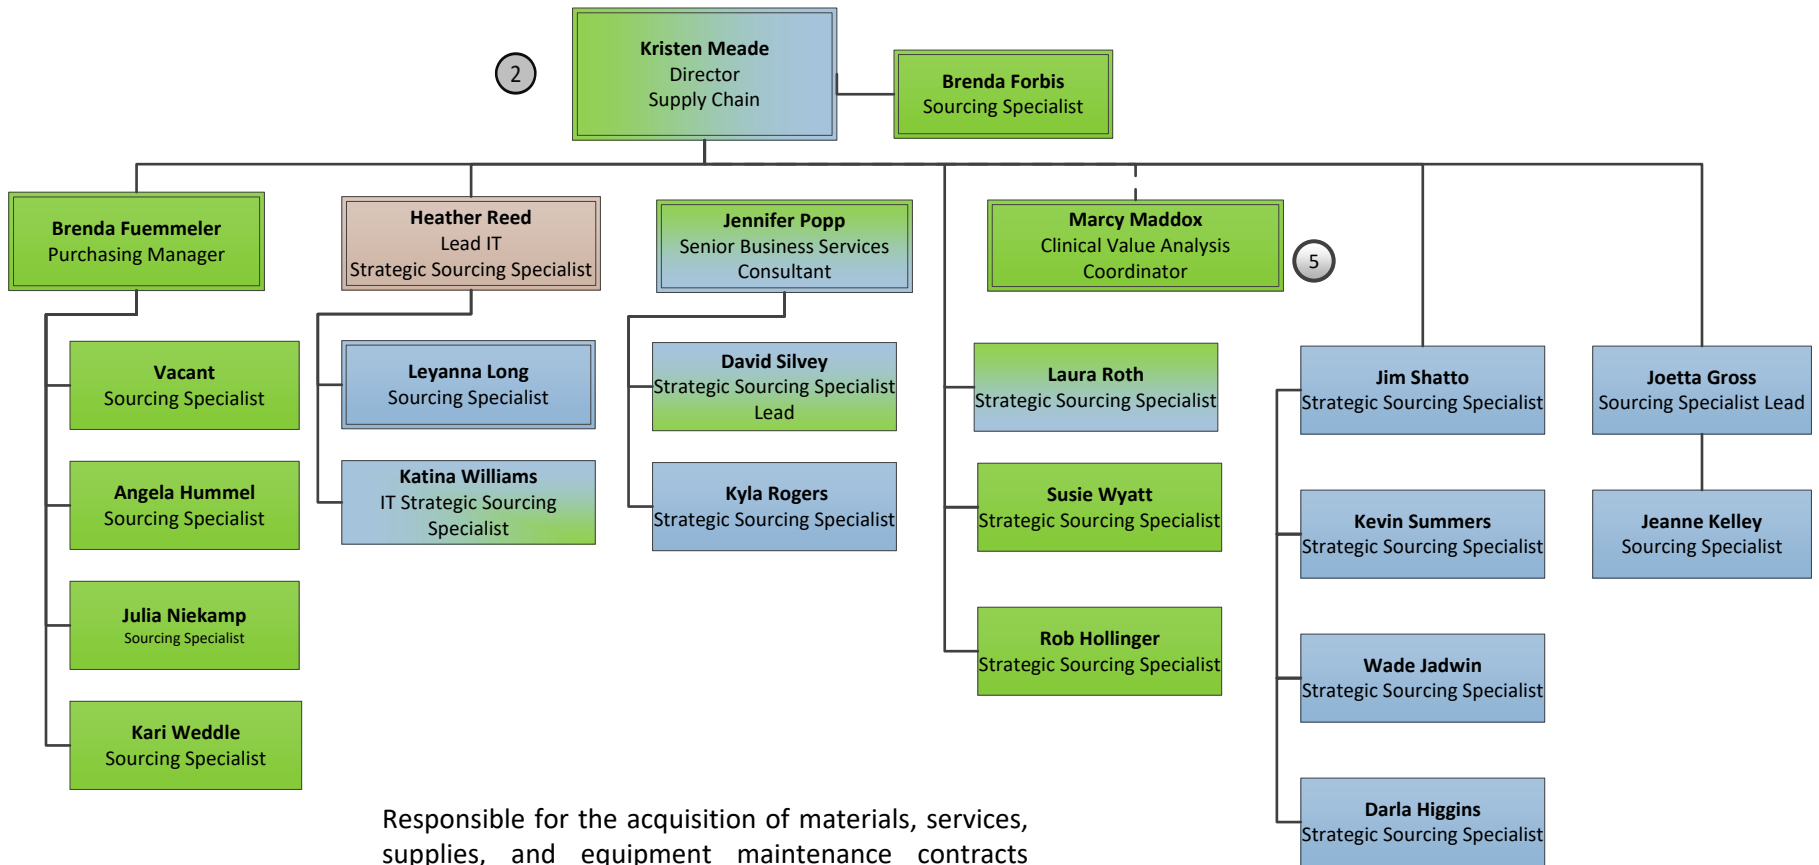 2
Kristen Meade
Director
Supply Chain
Brenda Forbis
Sourcing Specialist
Brenda Fuemmeler
Purchasing Manager
Heather Reed
Lead IT
Strategic Sourcing Specialist
Jennifer Popp
Senior Business Services
Consultant
Marcy Maddox
Clinical Value Analysis
Coordinator
5
Vacant
Sourcing Specialist
Angela Hummel
Sourcing Specialist
Julia Niekamp
Sourcing Specialist
Kari Weddle
Sourcing Specialist
Leyanna Long
Sourcing Specialist
Katina Williams
IT Strategic Sourcing
Specialist
David Silvey
Strategic Sourcing Specialist
Lead
Kyla Rogers
Strategic Sourcing Specialist
Laura Roth
Strategic Sourcing Specialist
Susie Wyatt
Strategic Sourcing Specialist
Rob Hollinger
Strategic Sourcing Specialist
Jim Shatto
Strategic Sourcing Specialist
Kevin Summers
Strategic Sourcing Specialist
Wade Jadwin
Strategic Sourcing Specialist
Darla Higgins
Strategic Sourcing Specialist
Joetta Gross
Sourcing Specialist Lead
Jeanne Kelley
Sourcing Specialist
Responsible for the acquisition of materials, services,
supplies, and equipment maintenance contracts